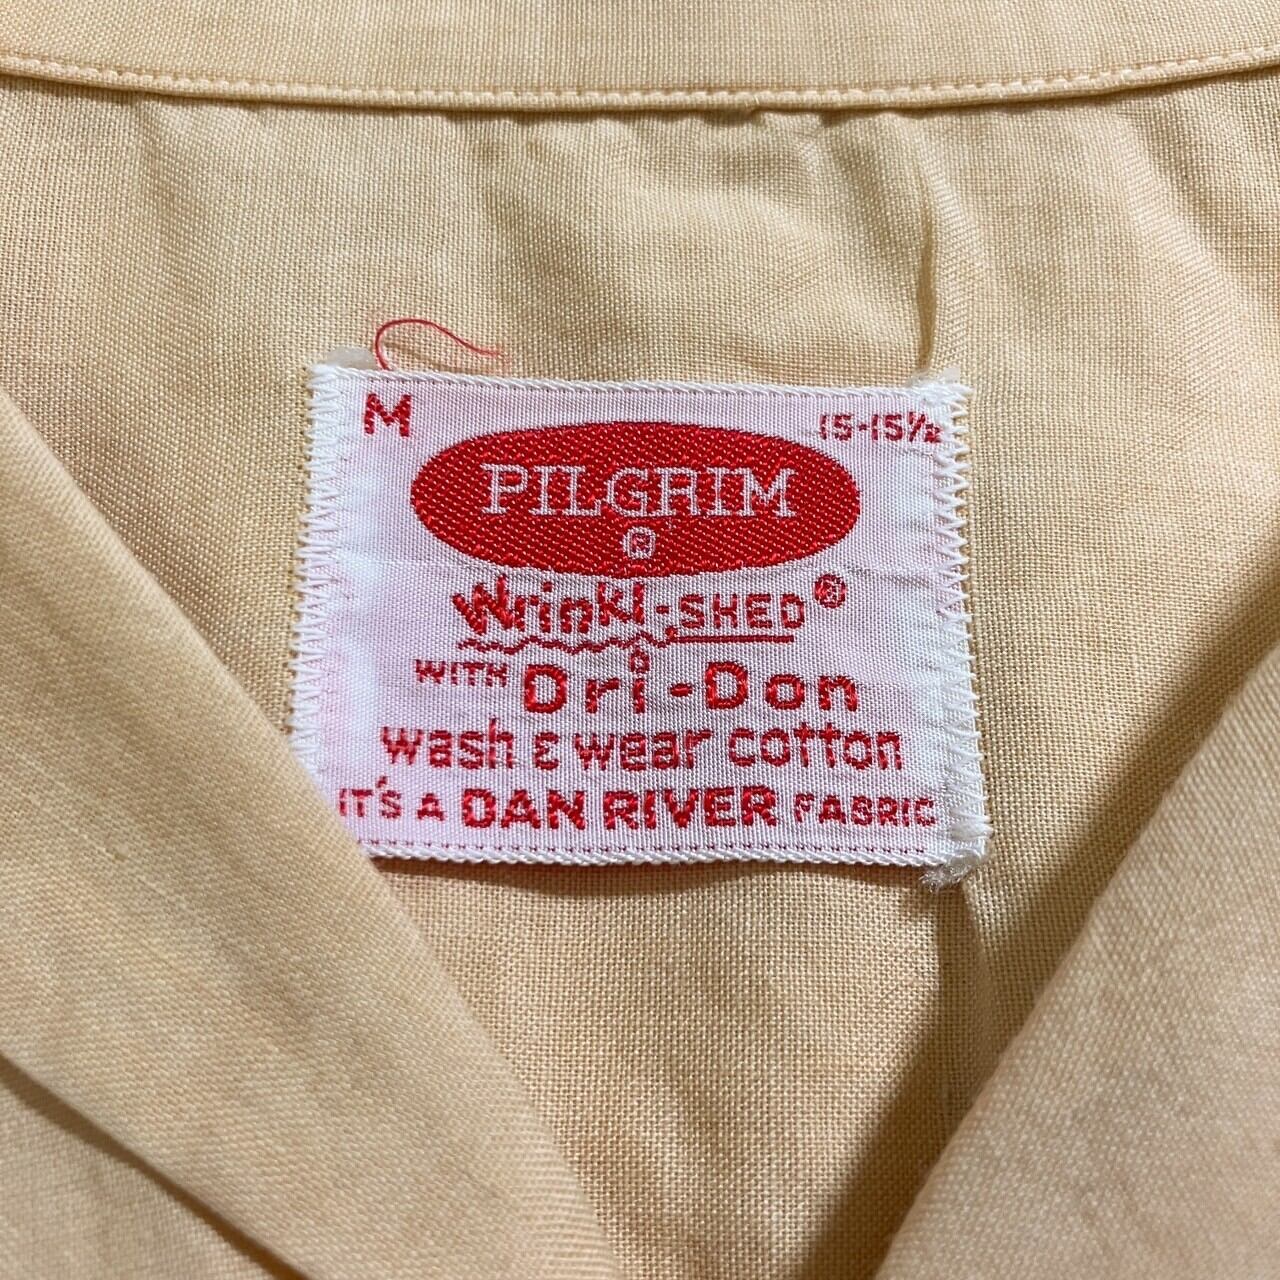 M 15-15½
PILGRIM
®
Wrinkl-SHED®
WITH Dri-Don
wash & wear cotton
IT'S A DAN RIVER FABRIC